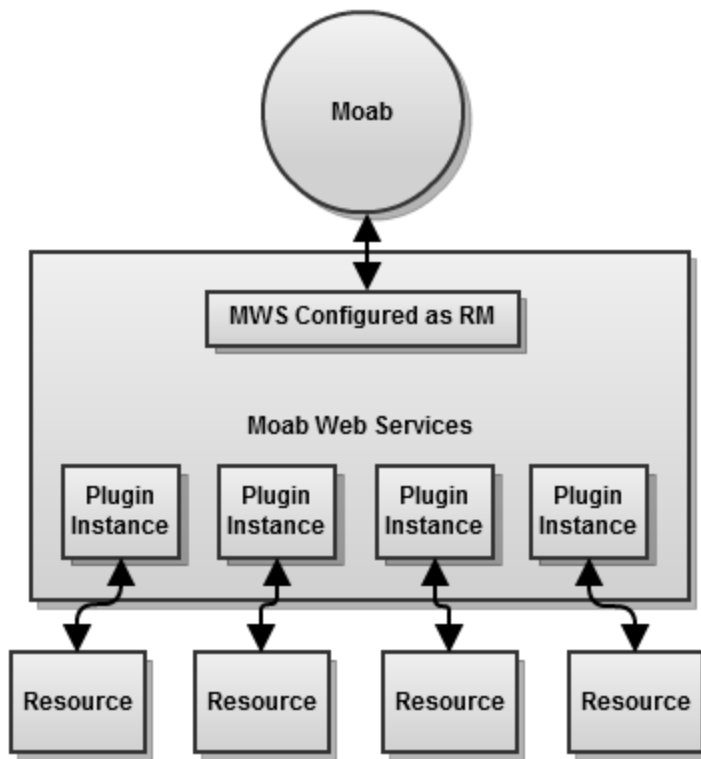 Moab
MWS Configured as RM
Moab Web Services
Plugin
Instance
Plugin
Instance
Plugin
Instance
Plugin
Instance
Resource
Resource
Resource
Resource